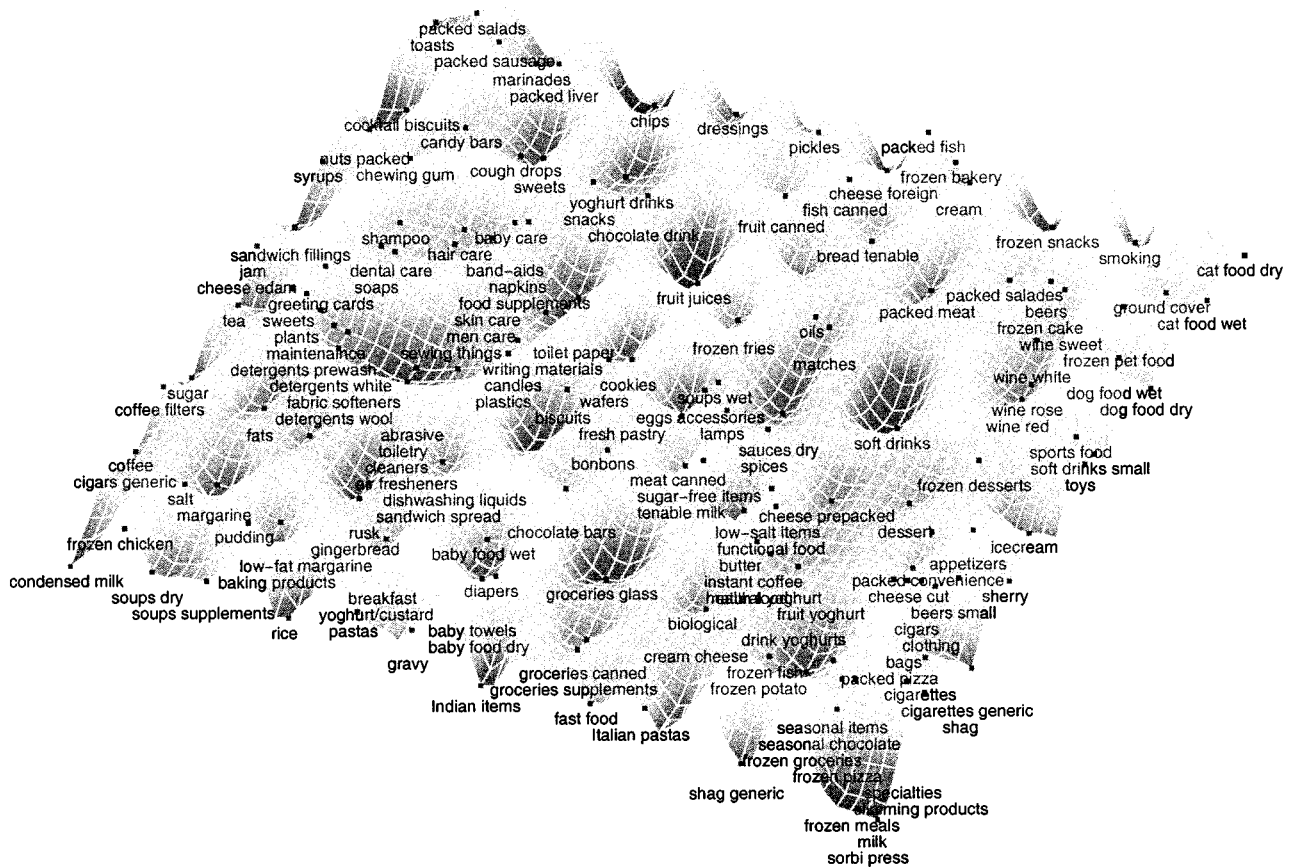 packed salads
toasts
packed sausage
marinades
packed liver
chips
dressings
cocktail biscuits
candy bars
pickles
packed fish
nuts packed
syrups
chewing gum
cough drops
sweets
frozen bakery
cheese foreign
yoghurt drinks
snacks
fish canned
cream
fruit canned
shampoo
baby care
chocolate drink
hair care
bread tenable
frozen snacks
smoking
sandwich fillings
jam
dental care
soaps
band-aids
napkins
cat food dry
cheese edam
greeting cards
food supplements
fruit juices
packed salades
beers
packed meat
ground cover
cat food wet
tea
sweets
plants
skin care
men care
oils
frozen cake
wine sweet
maintenance
sewing things
toilet paper
frozen fries
matches
frozen pet food
detergents prewash
writing materials
detergents white
candles
plastics
cookies
wafers
soups wet
wine white
dog food wet
dog food dry
sugar
coffee filters
fabric softeners
detergents wool
biscuits
eggs accessories
lamps
wine rose
wine red
fats
abrasive
toiletry
cleaners
air fresheners
fresh pastry
soft drinks
sauces dry
spices
sports food
soft drinks small
toys
coffee
cigars generic
bonbons
meat canned
sugar-free items
tenable milk
frozen desserts
salt
margarine
dishwashing liquids
sandwich spread
cheese prepacked
low-salt items
functional food
butter
dessert
icecream
frozen chicken
pudding
rusk
gingerbread
chocolate bars
baby food wet
condensed milk
low-fat margarine
baking products
appetizers
packed convenience
cheese cut
sherry
soups dry
soups supplements
diapers
groceries glass
instant coffee
natural yoghurt
rice
breakfast
yoghurt/custard
pastas
biological
fruit yoghurt
beers small
gravy
baby towels
baby food dry
drink yoghurts
cigars
clothing
bags
cream cheese
frozen fish
frozen potato
packed pizza
cigarettes
cigarettes generic
shag
Indian items
groceries canned
groceries supplements
fast food
Italian pastas
seasonal items
seasonal chocolate
frozen groceries
frozen pizza
shag generic
specialties
slimming products
frozen meals
milk
sorbi press